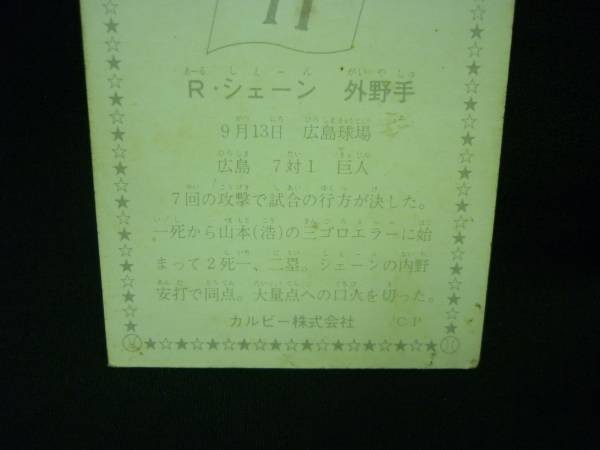 R・シェーン 外野手
9月13日 広島球場
広島 7対1 巨人
7回の攻撃で試合の行方が決した。
一死から山本(浩)の三ゴロエラーに始
まって2死一、二塁。シェーンの内野
安打で同点。大量点への口火を切った。
カルビー株式会社 C・P